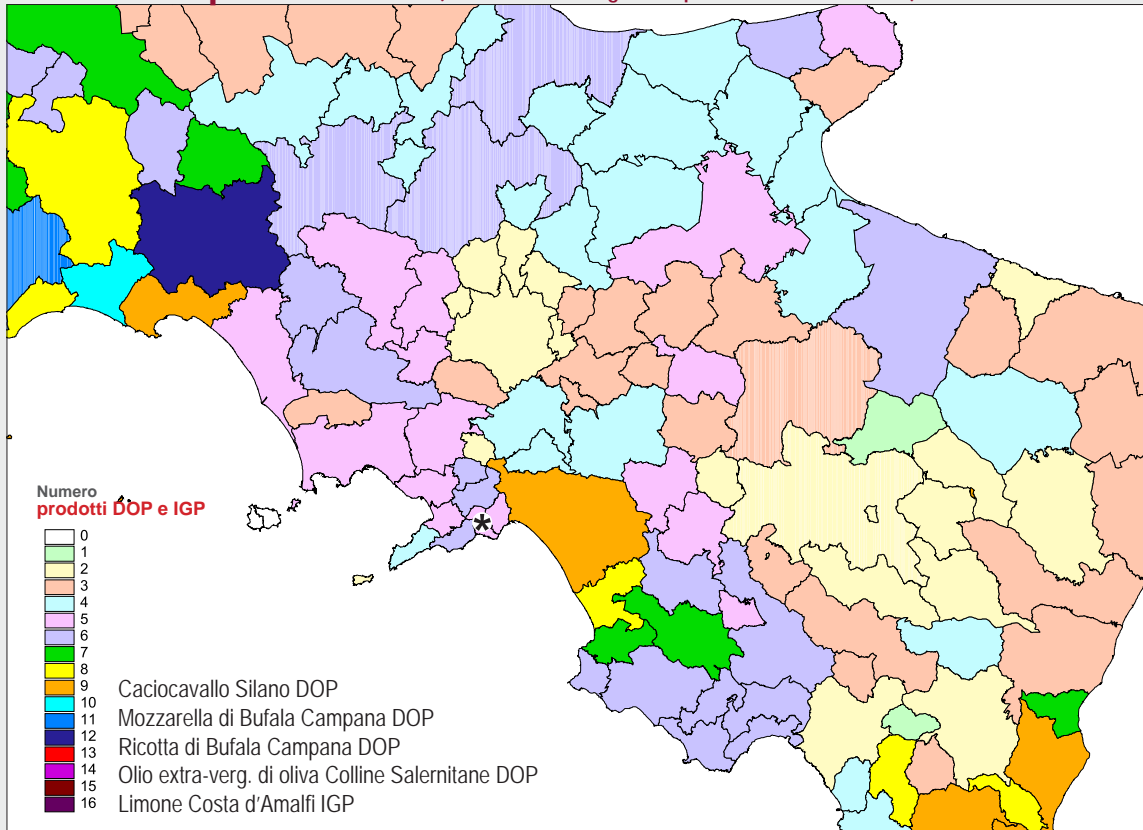 Numero
prodotti DOP e IGP
0
1
2
3
4
5
6
7
8
9
10
11
12
13
14
15
16
Caciocavallo Silano DOP
Mozzarella di Bufala Campana DOP
Ricotta di Bufala Campana DOP
Olio extra-verg. di oliva Colline Salernitane DOP
Limone Costa d'Amalfi IGP
*